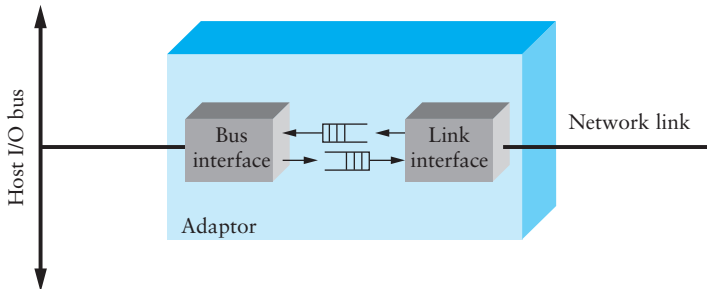 Host I/O bus
Bus
interface
Link
interface
Network link
Adaptor